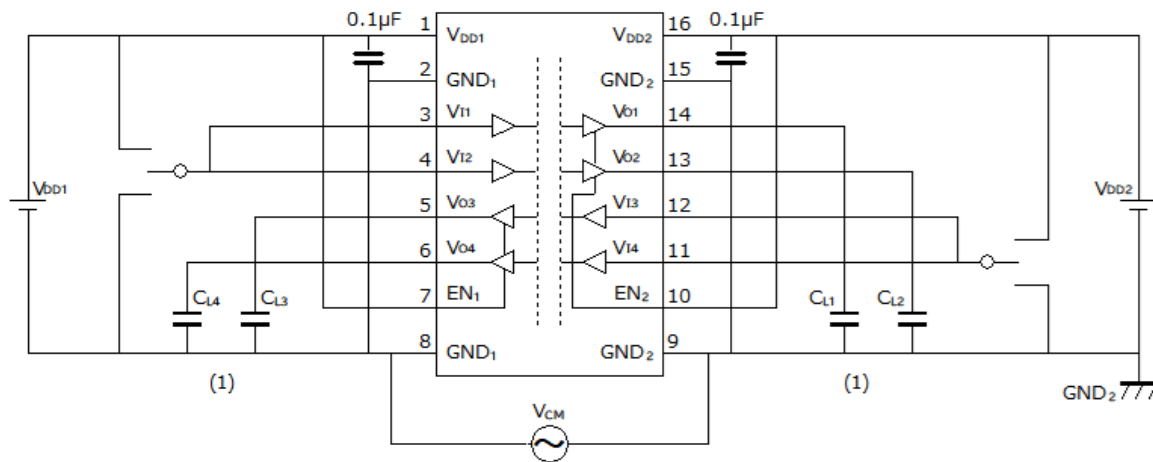 0.1µF 1 16 0.1µF
VDD1 VDD2
2 15
GND1 GND2
3 VI1 VO1 14
4 VI2 VO2 13
VDD1 VDD2
5 VO3 VI3 12
6 VO4 VI4 11
CL4 CL3 7 EN1 EN2 10 CL1 CL2
8 GND1 GND2 9
(1) (1)
GND2
VCM